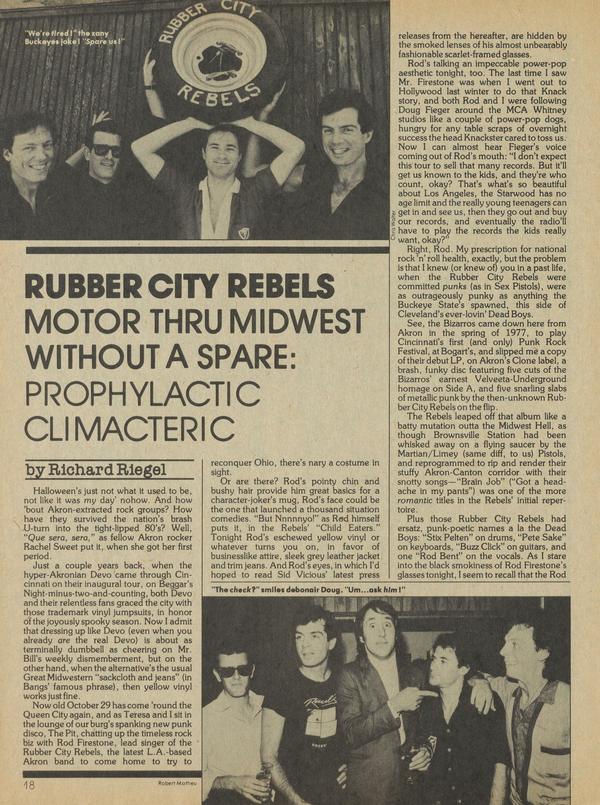 "We're tired!" the zany
Buckeyes joke! "Spare us!"
RUBBER CITY
REBELS
Chris Walter
RUBBER CITY REBELS
MOTOR THRU MIDWEST
WITHOUT A SPARE:
PROPHYLACTIC
CLIMACTERIC
by Richard Riegel
Halloween's just not what it used to be,
not like it was my day' nohow. And how
'bout Akron-extracted rock groups? How
have they survived the nation's brash
U-turn into the tight-lipped 80's? Well,
"Que sera, sera," as fellow Akron rocker
Rachel Sweet put it, when she got her first
period.
Just a couple years back, when the
hyper-Akronian Devo came through Cin-
cinnati on their inaugural tour, on Beggar's
Night-minus-two-and-counting, both Devo
and their relentless fans graced the city with
those trademark vinyl jumpsuits, in honor
of the joyously spooky season. Now I admit
that dressing up like Devo (even when you
already are the real Devo) is about as
terminally dumbbell as cheering on Mr.
Bill's weekly dismemberment, but on the
other hand, when the alternative's the usual
Great Midwestern "sackcloth and jeans" (in
Bangs' famous phrase), then yellow vinyl
works just fine.
Now old October 29 has come 'round the
Queen City again, and as Teresa and I sit in
the lounge of our burg's spanking new punk
disco, The Pit, chatting up the timeless rock
biz with Rod Firestone, lead singer of the
Rubber City Rebels, the latest L.A.-based
Akron band to come home to try to
reconquer Ohio, there's nary a costume in
sight.
Or are there? Rod's pointy chin and
bushy hair provide him great basics for a
character-joker's mug, Rod's face could be
the one that launched a thousand situation
comedies. "But Nnnnyo!" as Red himself
puts it, in the Rebels' "Child Eaters."
Tonight Rod's eschewed yellow vinyl or
whatever turns you on, in favor of
businesslike attire, sleek grey leather jacket
and trim jeans. And Rod's eyes, in which I'd
hoped to read Sid Vicious' latest press
releases from the hereafter, are hidden by
the smoked lenses of his almost unbearably
fashionable scarlet-framed glasses.
Rod's talking an impeccable power-pop
aesthetic tonight, too. The last time I saw
Mr. Firestone was when I went out to
Hollywood last winter to do that Knack
story, and both Rod and I were following
Doug Fieger around the MCA Whitney
studios like a couple of power-pop dogs,
hungry for any table scraps of overnight
success the head Knackster cared to toss us.
Now I can almost hear Fieger's voice
coming out of Rod's mouth: "I don't expect
this tour to sell that many records. But it'll
get us known to the kids, and they're who
count, okay? That's what's so beautiful
about Los Angeles, the Starwood has no
age limit and the really young teenagers can
get in and see us, then they go out and buy
our records, and eventually the radio'll
have to play the records the kids really
want, okay?"
Right, Rod. My prescription for national
rock 'n' roll health, exactly, but the problem
is that I knew (or knew of) you in a past life,
when the Rubber City Rebels were
committed punks (as in Sex Pistols), were
as outrageously punky as anything the
Buckeye State's spawned, this side of
Cleveland's ever-lovin' Dead Boys.
See, the Bizarros came down here from
Akron in the spring of 1977, to play
Cincinnati's first (and only) Punk Rock
Festival, at Bogart's, and slipped me a copy
of their debut LP, on Akron's Clone label, a
brash, funky disc featuring five cuts of the
Bizarros' earnest Velveeta-Underground
homage on Side A, and five snarling slabs
of metallic punk by the then-unknown Rub-
ber City Rebels on the flip.
The Rebels leaped off that album like a
batty mutation outta the Midwest Hell, as
though Brownsville Station had been
whisked away on flying saucer by the
Martian/Limey (same diff, to us) Pistols,
and reprogrammed to rip and render their
stuffy Akron-Canton corridor with their
snotty songs—"Brain Job" ("Got a head-
ache in my pants") was one of the more
romantic titles in the Rebels' initial reper-
toire.
Plus those Rubber City Rebels had
ersatz, punk-poetic names a la the Dead
Boys: "Stix Pelton" on drums, "Pete Sake"
on keyboards, "Buzz Click" on guitars, and
one "Rod Bent" on the vocals. As I stare
into the black smokiness of Rod Firestone's
glasses tonight, I seem to recall that the Rod
"The check?" smiles debonair Doug. "Um...ask him!"
18
Robert Matheu